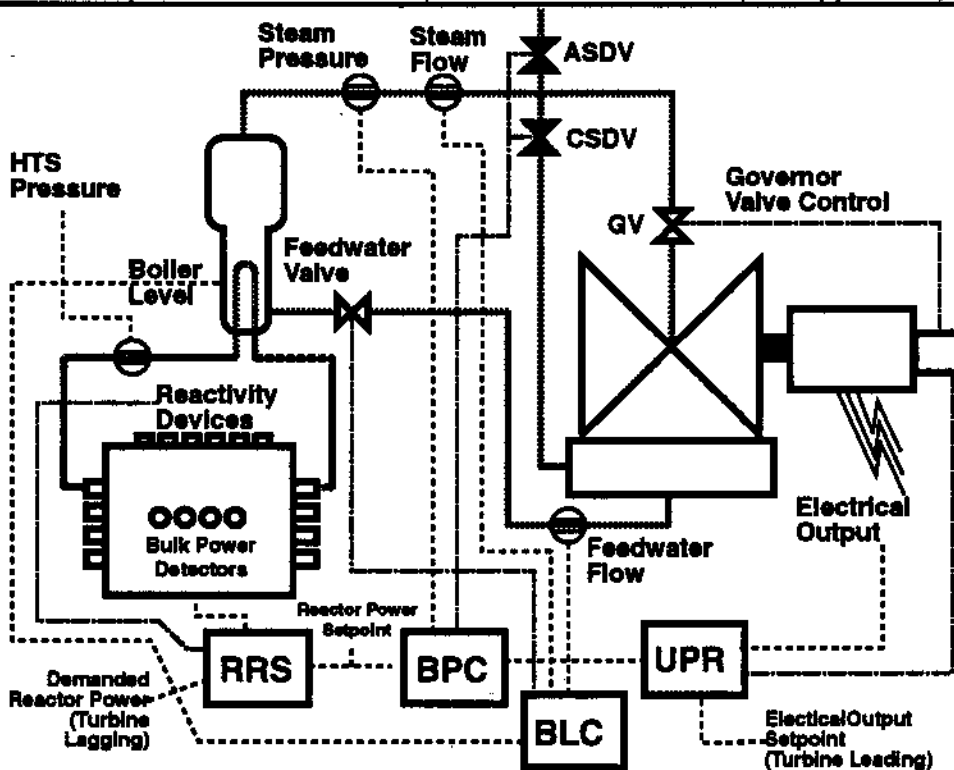 Steam
Pressure
Steam
Flow
ASDV
CSDV
HTS
Pressure
Governor
Valve Control
GV
Feedwater
Valve
Boiler
Level
Reactivity
Devices
Bulk Power
Detectors
Electrical
Output
Feedwater
Flow
Reactor Power
Setpoint
RRS
BPC
UPR
BLC
Demanded
Reactor Power
(Turbine
Lagging)
ElecticalOutput
Setpoint
(Turbine Leading)